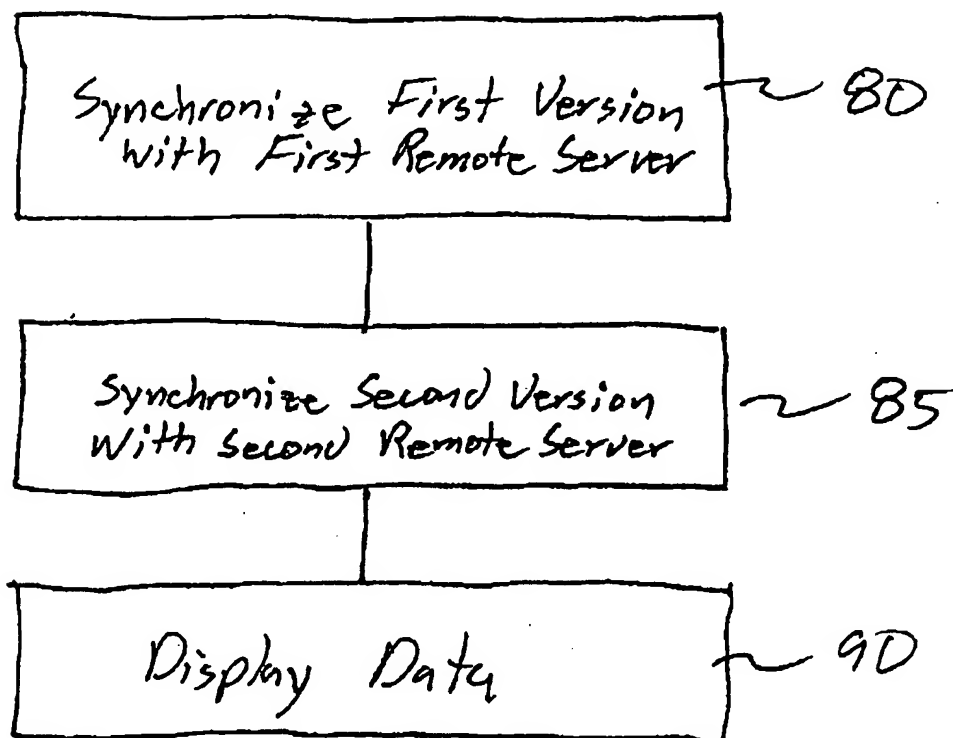 Synchronize First Version
With First Remote Server
80
Synchronize Second Version
With Second Remote Server
85
Display Data
90